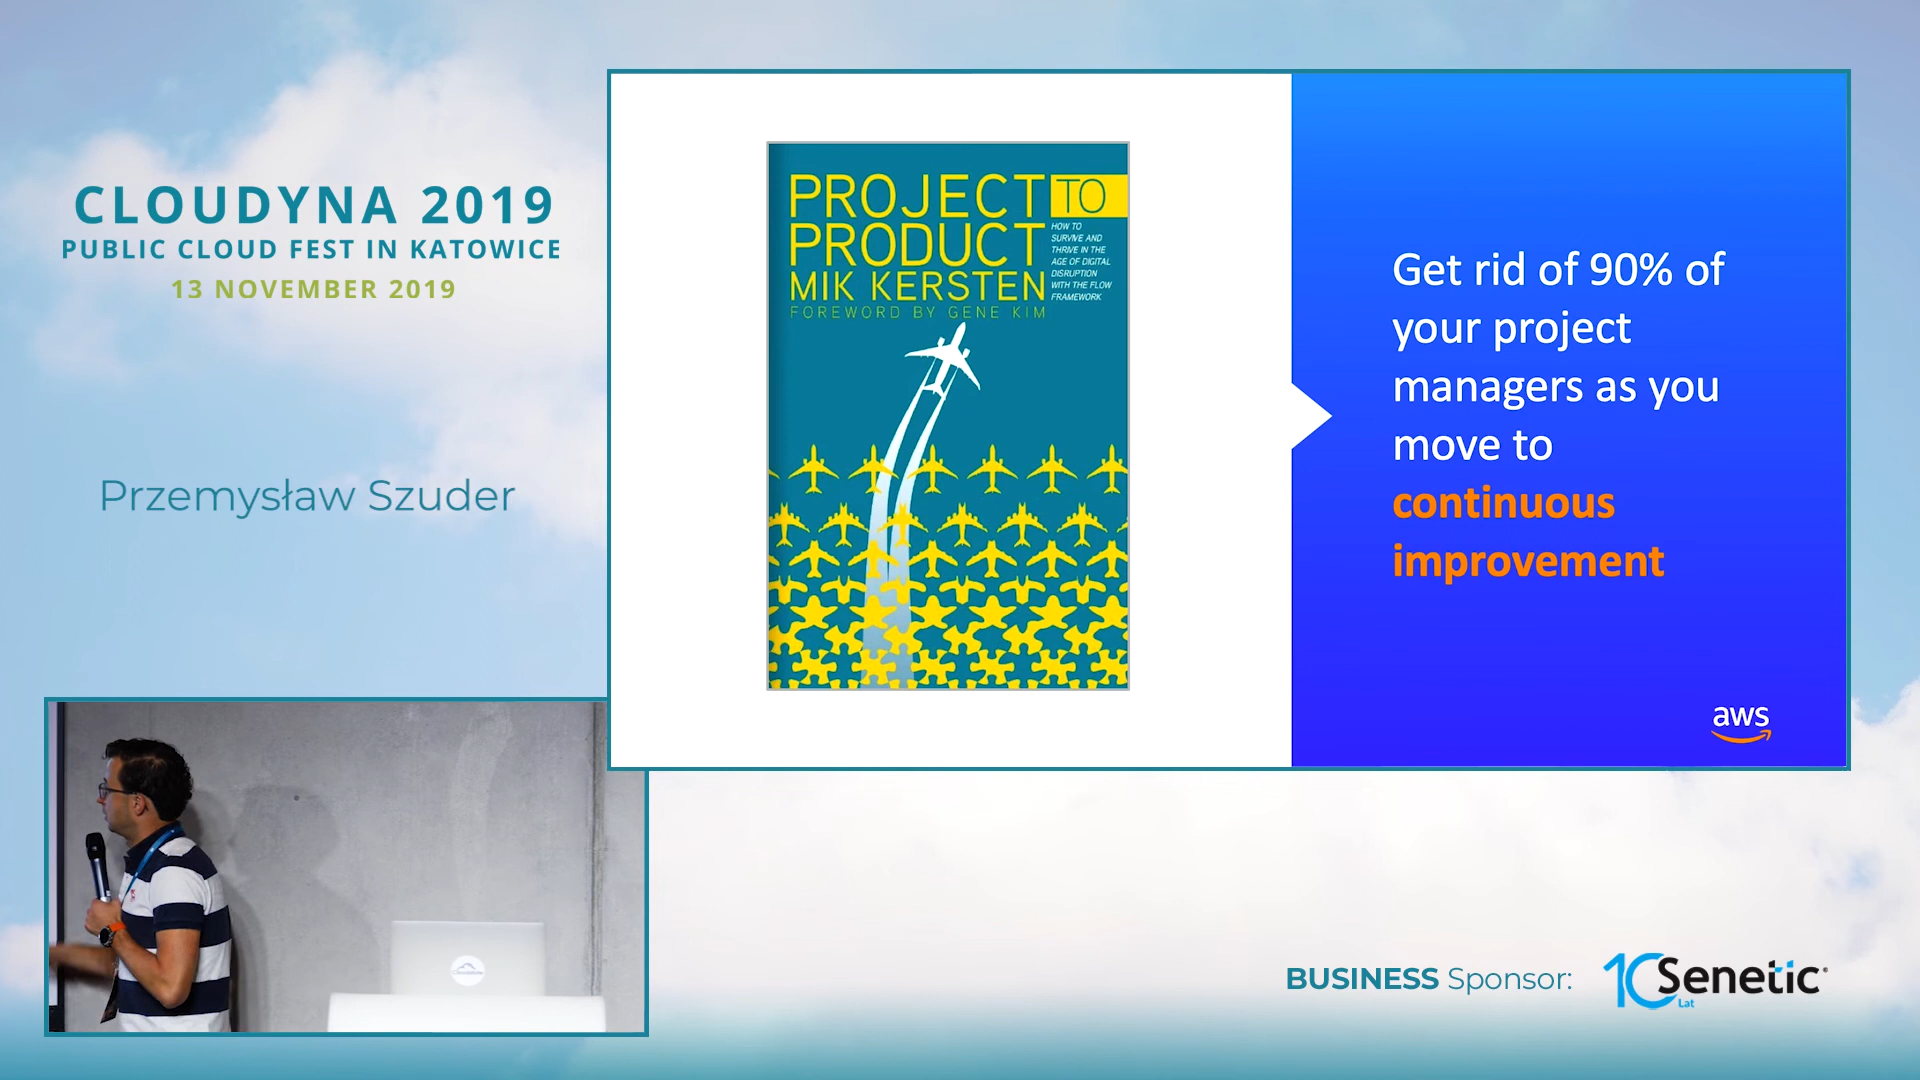 CLOUDYNA 2019
PUBLIC CLOUD FEST IN KATOWICE
13 NOVEMBER 2019
Przemysław Szuder
PROJECT TO
PRODUCT
MIK KERSTEN
FOREWORD BY GENE KIM
HOW TO
SURVIVE AND
THRIVE IN THE
AGE OF DIGITAL
DISRUPTION
WITH THE FLOW
FRAMEWORK
Get rid of 90% of
your project
managers as you
move to
continuous
improvement
aws
BUSINESS Sponsor:
10 Senetic
Lat